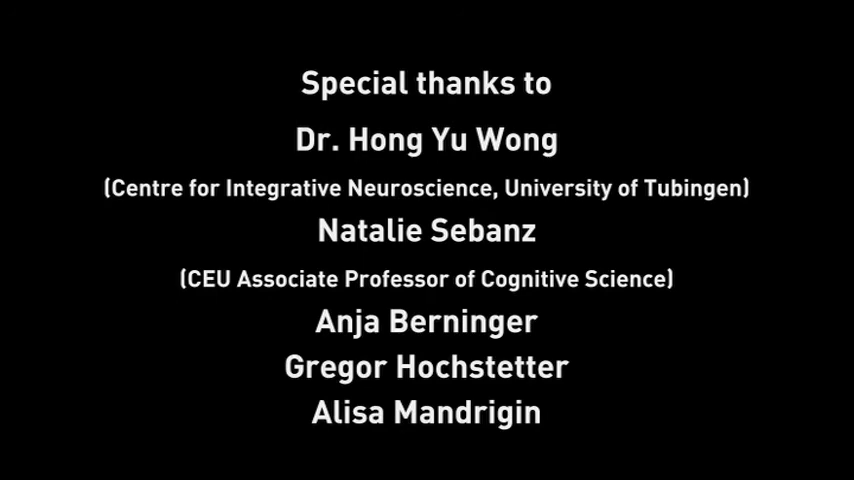 Special thanks to
Dr. Hong Yu Wong
(Centre for Integrative Neuroscience, University of Tubingen)
Natalie Sebanz
(CEU Associate Professor of Cognitive Science)
Anja Berninger
Gregor Hochstetter
Alisa Mandrigin